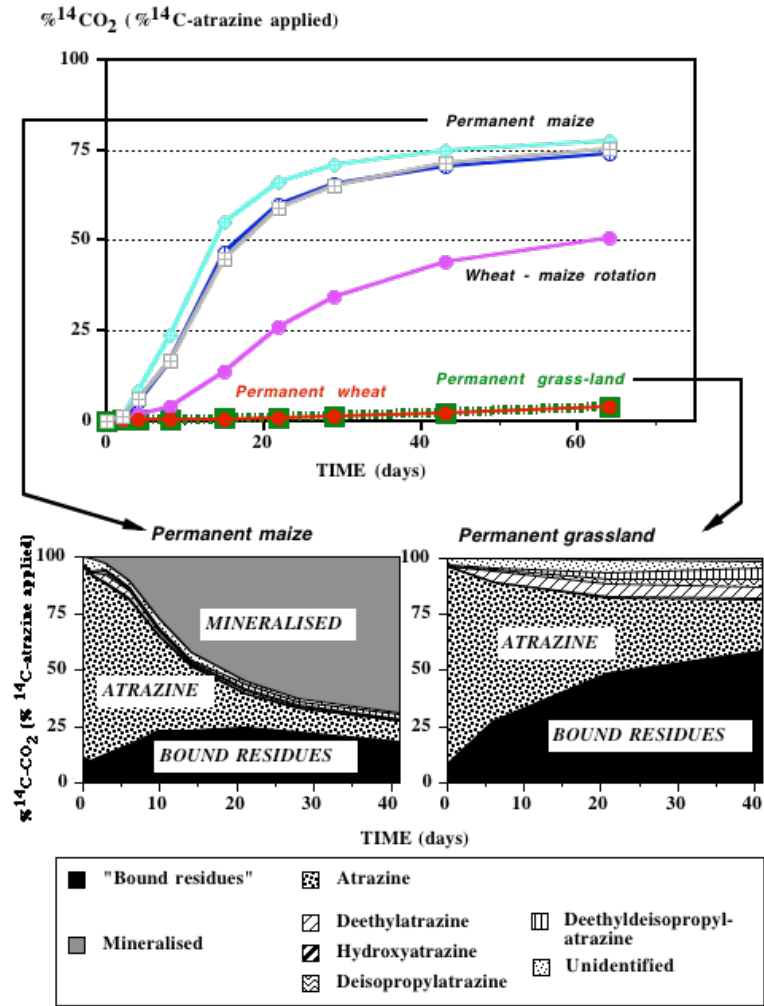 %14CO2 (%14C-atrazine applied)
100
Permanent maize
75
50
Wheat - maize rotation
25
Permanent wheat
Permanent grass-land
0
0 20 40 60
TIME (days)
Permanent maize
Permanent grassland
%14C-CO2 (% 14C-atrazine applied)
100
75
50
25
0
MINERALISED
ATRAZINE
BOUND RESIDUES
0 10 20 30 40
100
75
50
25
0
ATRAZINE
BOUND RESIDUES
0 10 20 30 40
TIME (days)
"Bound residues"
Mineralised
Atrazine
Deethylatrazine
Hydroxyatrazine
Deisopropylatrazine
Deethyldeisopropyl-
atrazine
Unidentified